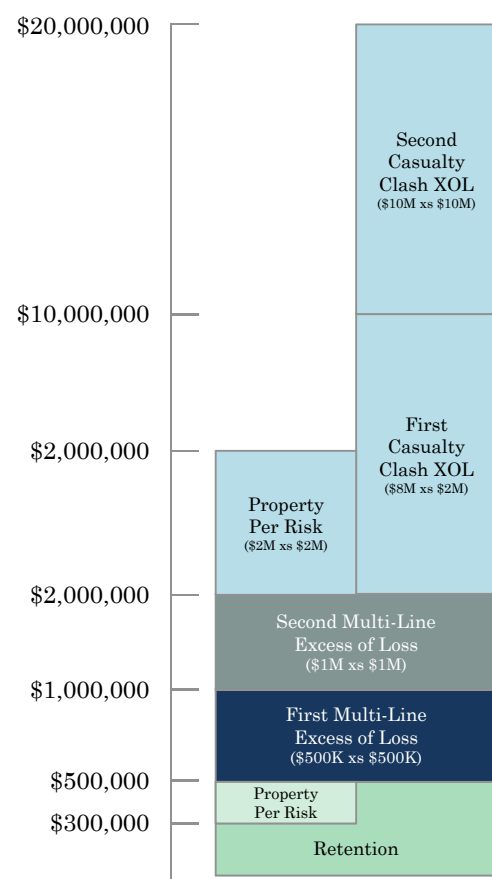 $20,000,000
Second
Casualty
Clash XOL
($10M xs $10M)
$10,000,000
First
Casualty
Clash XOL
($8M xs $2M)
$2,000,000
Property
Per Risk
($2M xs $2M)
$2,000,000
Second Multi-Line
Excess of Loss
($1M xs $1M)
$1,000,000
First Multi-Line
Excess of Loss
($500K xs $500K)
$500,000
Property
Per Risk
$300,000
Retention